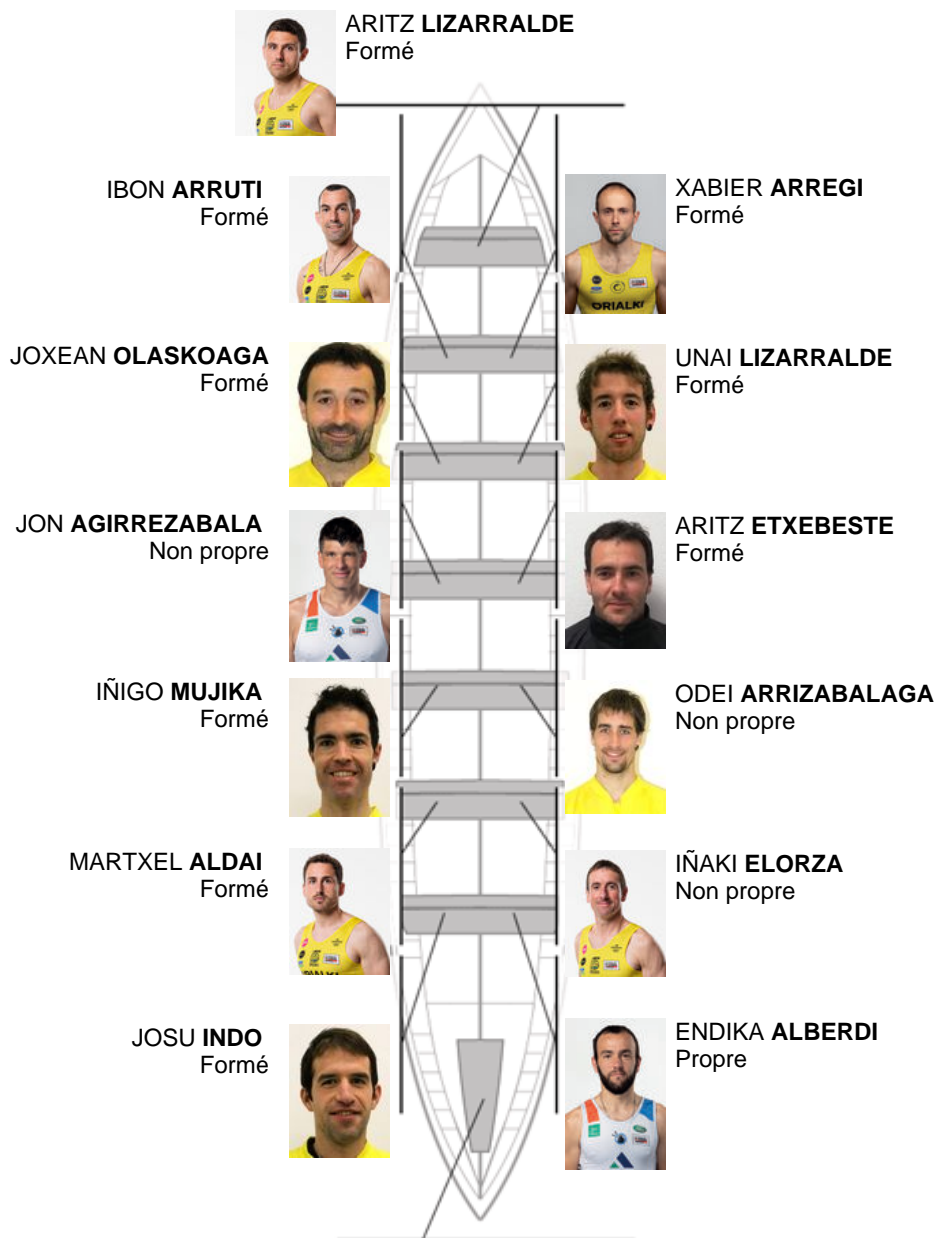 ARITZ LIZARRALDE
Formé
IBON ARRUTI
Formé
XABIER ARREGI
Formé
ORIALKI
JOXEAN OLASKOAGA
Formé
UNAI LIZARRALDE
Formé
JON AGIRREZABALA
Non propre
ARITZ ETXEBESTE
Formé
IÑIGO MUJIKA
Formé
ODEI ARRIZABALAGA
Non propre
MARTXEL ALDAI
Formé
IÑAKI ELORZA
Non propre
JOSU INDO
Formé
ENDIKA ALBERDI
Propre